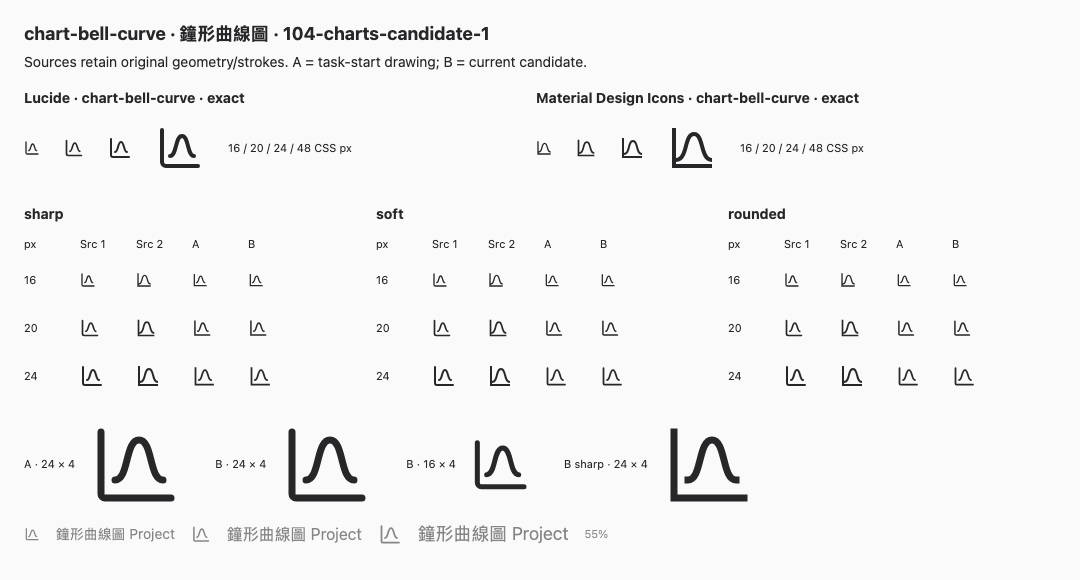 chart-bell-curve · 鐘形曲線圖 · 104-charts-candidate-1
Sources retain original geometry/strokes. A = task-start drawing; B = current candidate.
Lucide · chart-bell-curve · exact
Material Design Icons · chart-bell-curve · exact
16 / 20 / 24 / 48 CSS px
16 / 20 / 24 / 48 CSS px
sharp
soft
rounded
px Src 1 Src 2 A B
px Src 1 Src 2 A B
px Src 1 Src 2 A B
16
16
16
20
20
20
24
24
24
A · 24 × 4
B · 24 × 4
B · 16 × 4
B sharp · 24 × 4
鐘形曲線圖 Project
鐘形曲線圖 Project
鐘形曲線圖 Project
55%